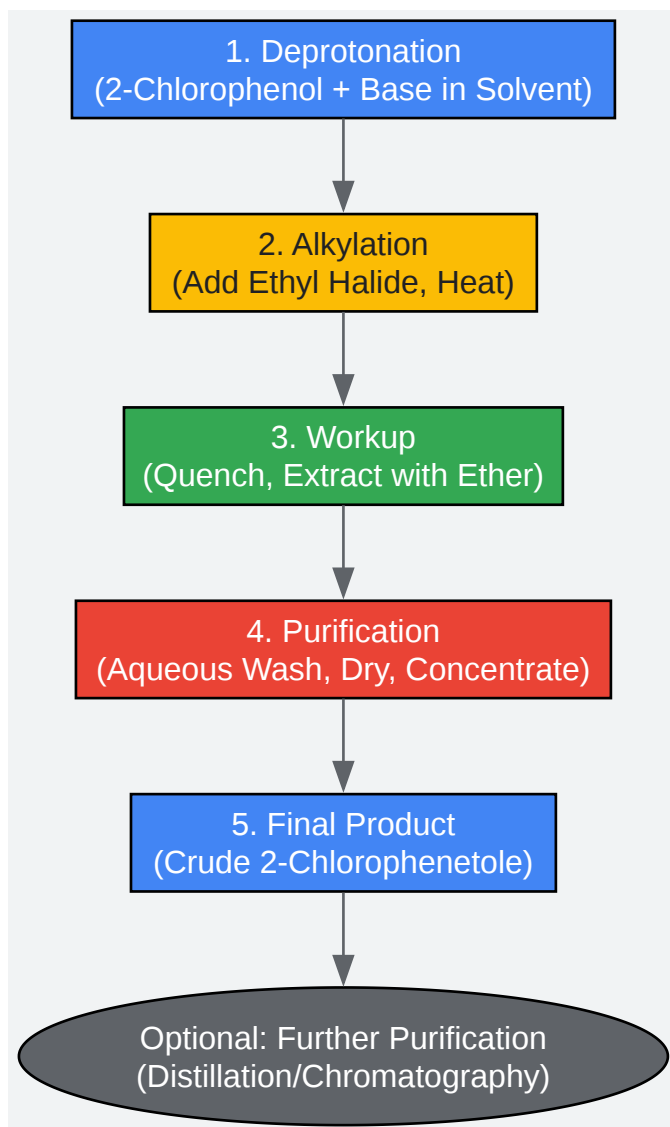 1. Deprotonation
(2-Chlorophenol + Base in Solvent)
2. Alkylation
(Add Ethyl Halide, Heat)
3. Workup
(Quench, Extract with Ether)
4. Purification
(Aqueous Wash, Dry, Concentrate)
5. Final Product
(Crude 2-Chlorophenetole)
Optional: Further Purification
(Distillation/Chromatography)